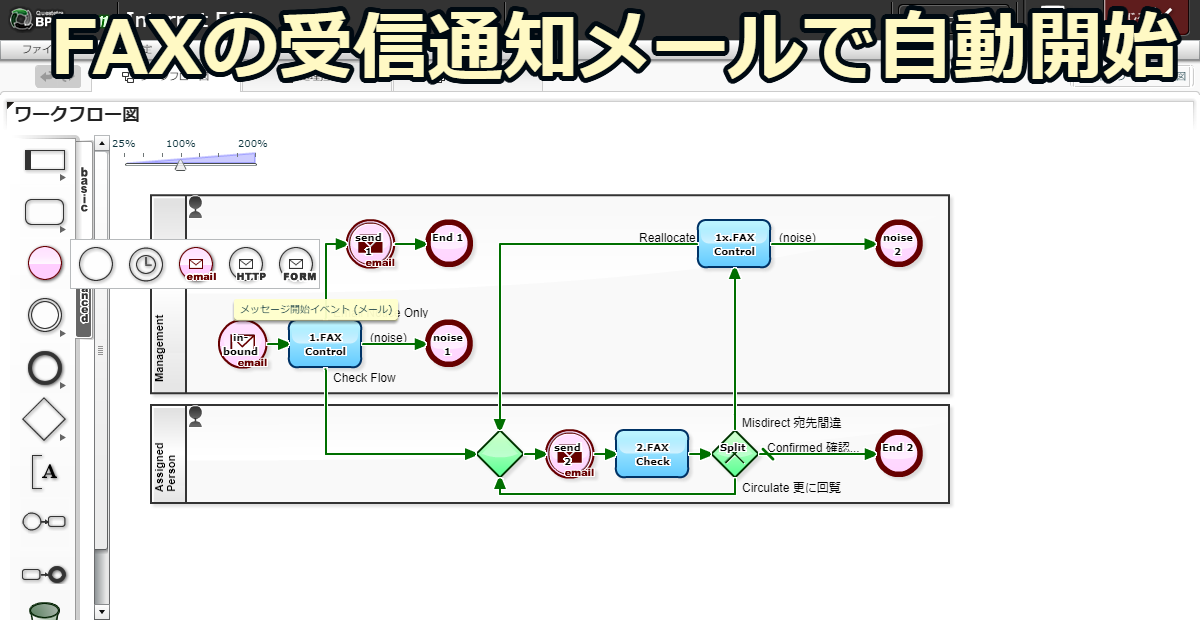 FAXの受信通知メールで自動開始
ワークフロー図
25% 100% 200%
basic
HTTP
FORM
email
メッセージ開始イベント (メール)
Management
send 1
email
End 1
in-bound
email
1.FAX Control
Only
(noise)
noise 1
Check Flow
Reallocate
1x.FAX Control
(noise)
noise 2
Assigned Person
send 2
email
2.FAX Check
Split
Misdirect 宛先間違
Confirmed 確認...
End 2
Circulate 更に回覧
A